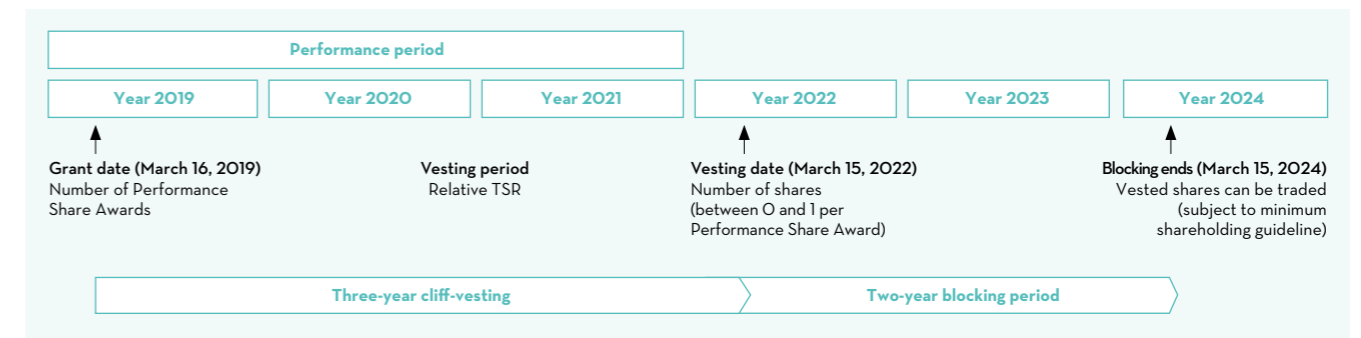 Performance period
Year 2019
Year 2020
Year 2021
Year 2022
Year 2023
Year 2024
Grant date (March 16, 2019)
Number of Performance
Share Awards
Vesting period
Relative TSR
Vesting date (March 15, 2022)
Number of shares
(between 0 and 1 per
Performance Share Award)
Blocking ends (March 15, 2024)
Vested shares can be traded
(subject to minimum
shareholding guideline)
Three-year cliff-vesting
Two-year blocking period